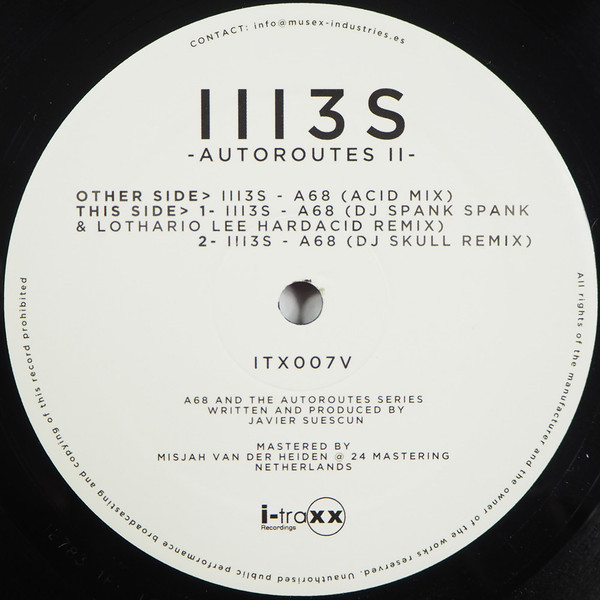 CONTACT: info@musex-industries.es
III3S
-AUTOROUTES II-
OTHER SIDE> III3S - A68 (ACID MIX)
THIS SIDE> 1- III3S - A68 (DJ SPANK SPANK
& LOTHARIO LEE HARDACID REMIX)
2- III3S - A68 (DJ SKULL REMIX)
ITX007V
A68 AND THE AUTOROUTES SERIES
WRITTEN AND PRODUCED BY
JAVIER SUESCUN
MASTERED BY
MISJAH VAN DER HEIDEN @ 24 MASTERING
NETHERLANDS
i-traxx
Recordings
All rights of the manufacturer and the owner of the works reserved. Unauthorised public performance broadcasting and copying of this record prohibited